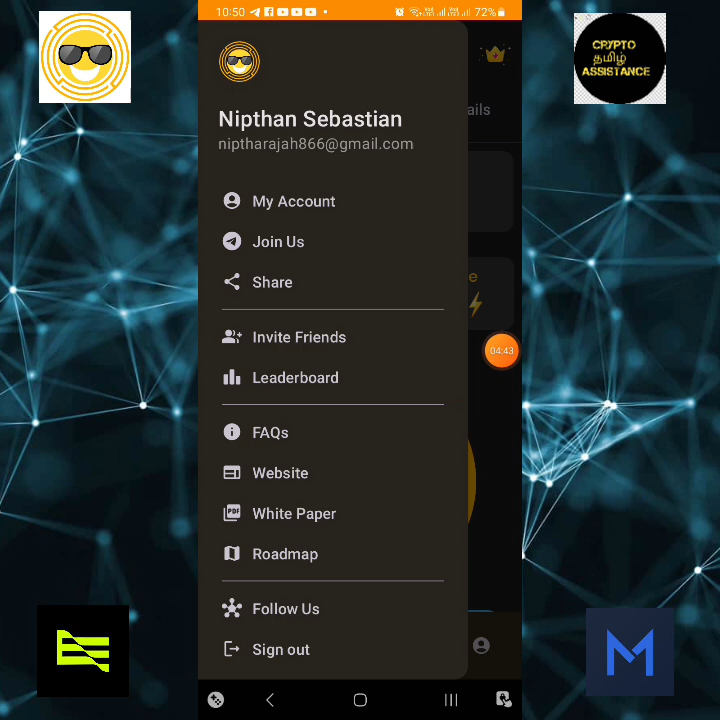 10:50
72%
CRYPTO
தமிழ்
ASSISTANCE
ails
Nipthan Sebastian
niptharajah866@gmail.com
My Account
Join Us
Share
e
Invite Friends
04:43
Leaderboard
FAQs
Website
PDF
White Paper
Roadmap
Follow Us
Sign out